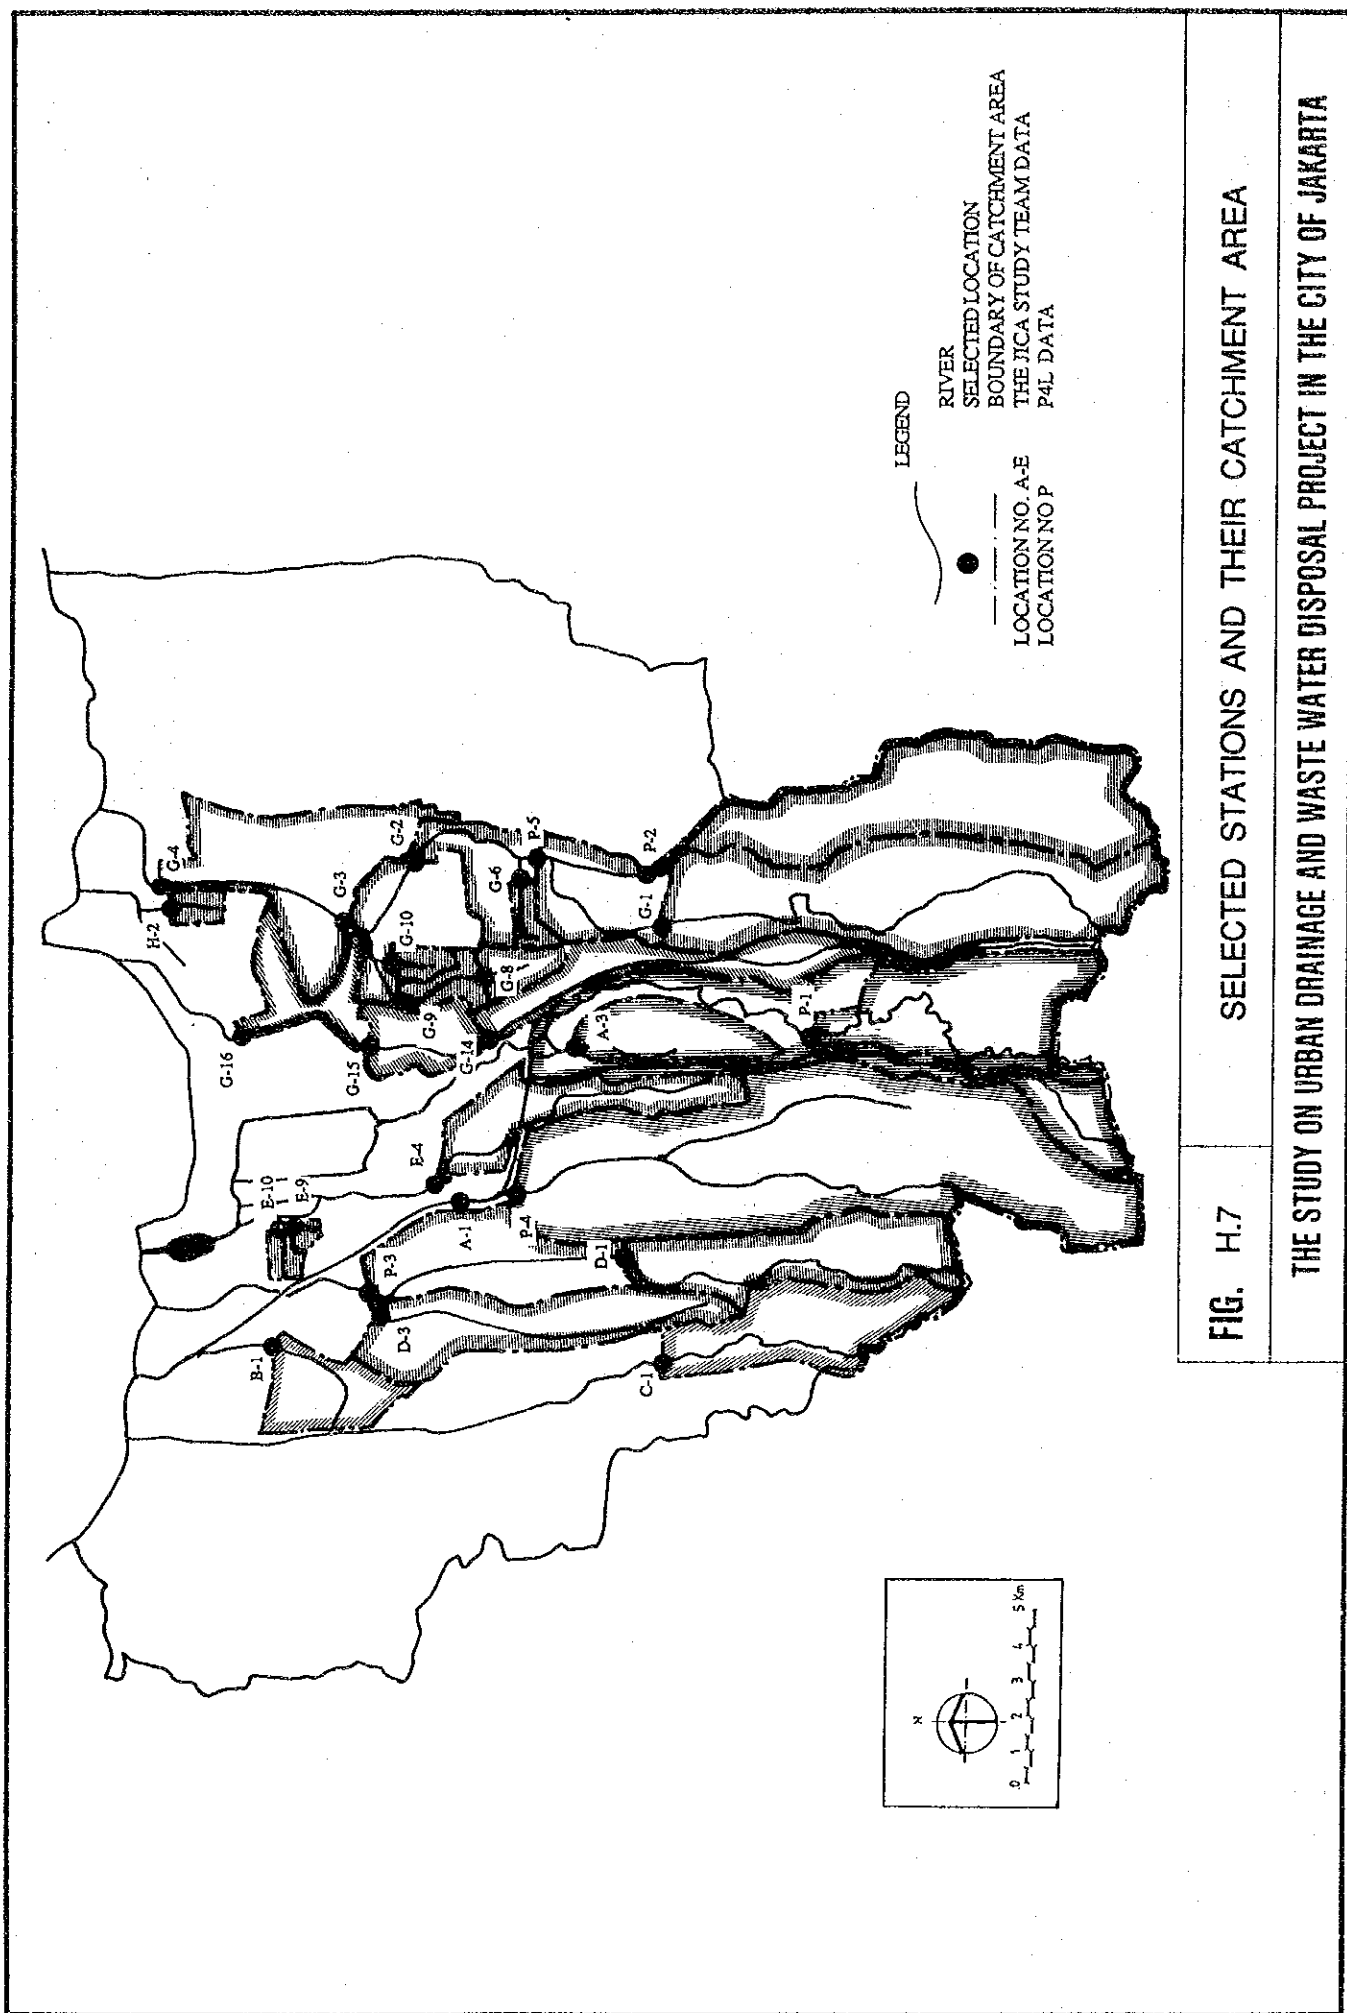 H-2
G-4
G-16
B-1
E-10
E-9
G-3
G-15
P-3
G-2
D-3
G-10
E-4
G-9
A-1
G-14
G-6
G-8
P-4
P-5
D-1
A-3
G-1
C-1
P-2
P-1
N
0 1 2 3 4 5 Km
LEGEND
RIVER
SELECTED LOCATION
BOUNDARY OF CATCHMENT AREA
LOCATION NO. A-E THE JICA STUDY TEAM DATA
LOCATION NO P P4L DATA
FIG. H.7 SELECTED STATIONS AND THEIR CATCHMENT AREA
THE STUDY ON URBAN DRAINAGE AND WASTE WATER DISPOSAL PROJECT IN THE CITY OF JAKARTA